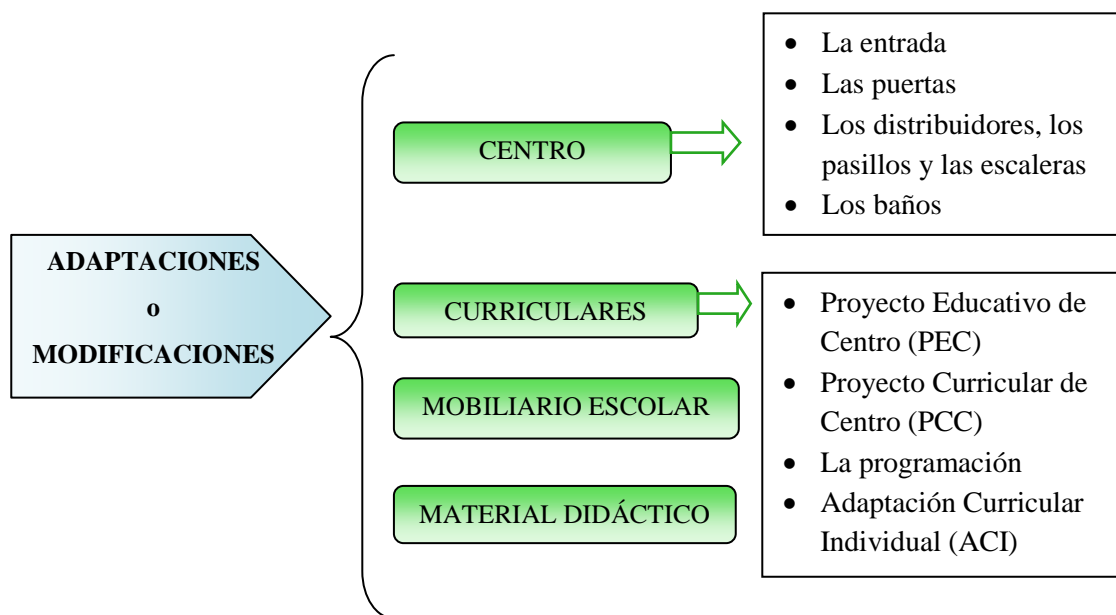 ADAPTACIONES
o
MODIFICACIONES
CENTRO
• La entrada
• Las puertas
• Los distribuidores, los
pasillos y las escaleras
• Los baños
CURRICULARES
• Proyecto Educativo de
Centro (PEC)
• Proyecto Curricular de
Centro (PCC)
• La programación
• Adaptación Curricular
Individual (ACI)
MOBILIARIO ESCOLAR
MATERIAL DIDÁCTICO